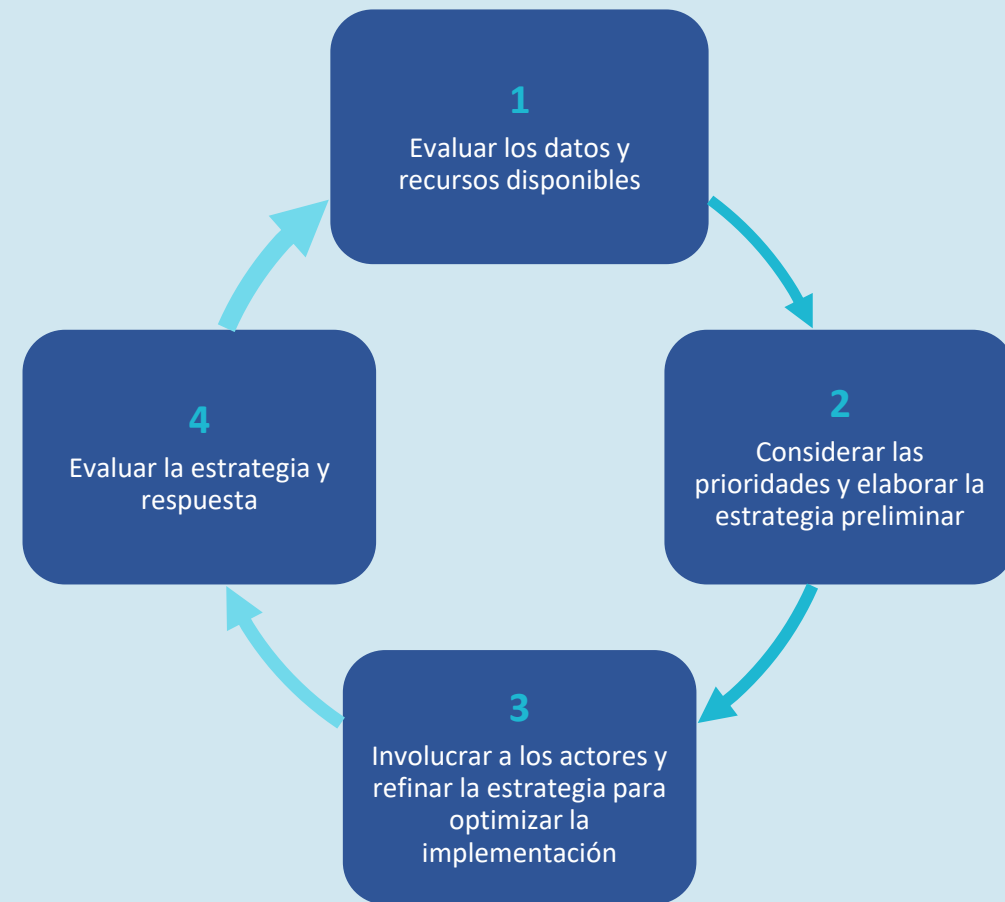 1
Evaluar los datos y
recursos disponibles
2
Considerar las
prioridades y elaborar la
estrategia preliminar
3
Involucrar a los actores y
refinar la estrategia para
optimizar la
implementación
4
Evaluar la estrategia y
respuesta